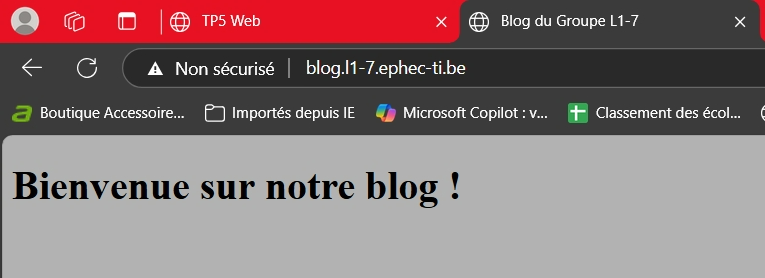 TP5 Web
Blog du Groupe L1-7
Non sécurisé
blog.l1-7.ephec-ti.be
Boutique Accessoire...
Importés depuis IE
Microsoft Copilot : v...
Classement des écol...
Bienvenue sur notre blog !